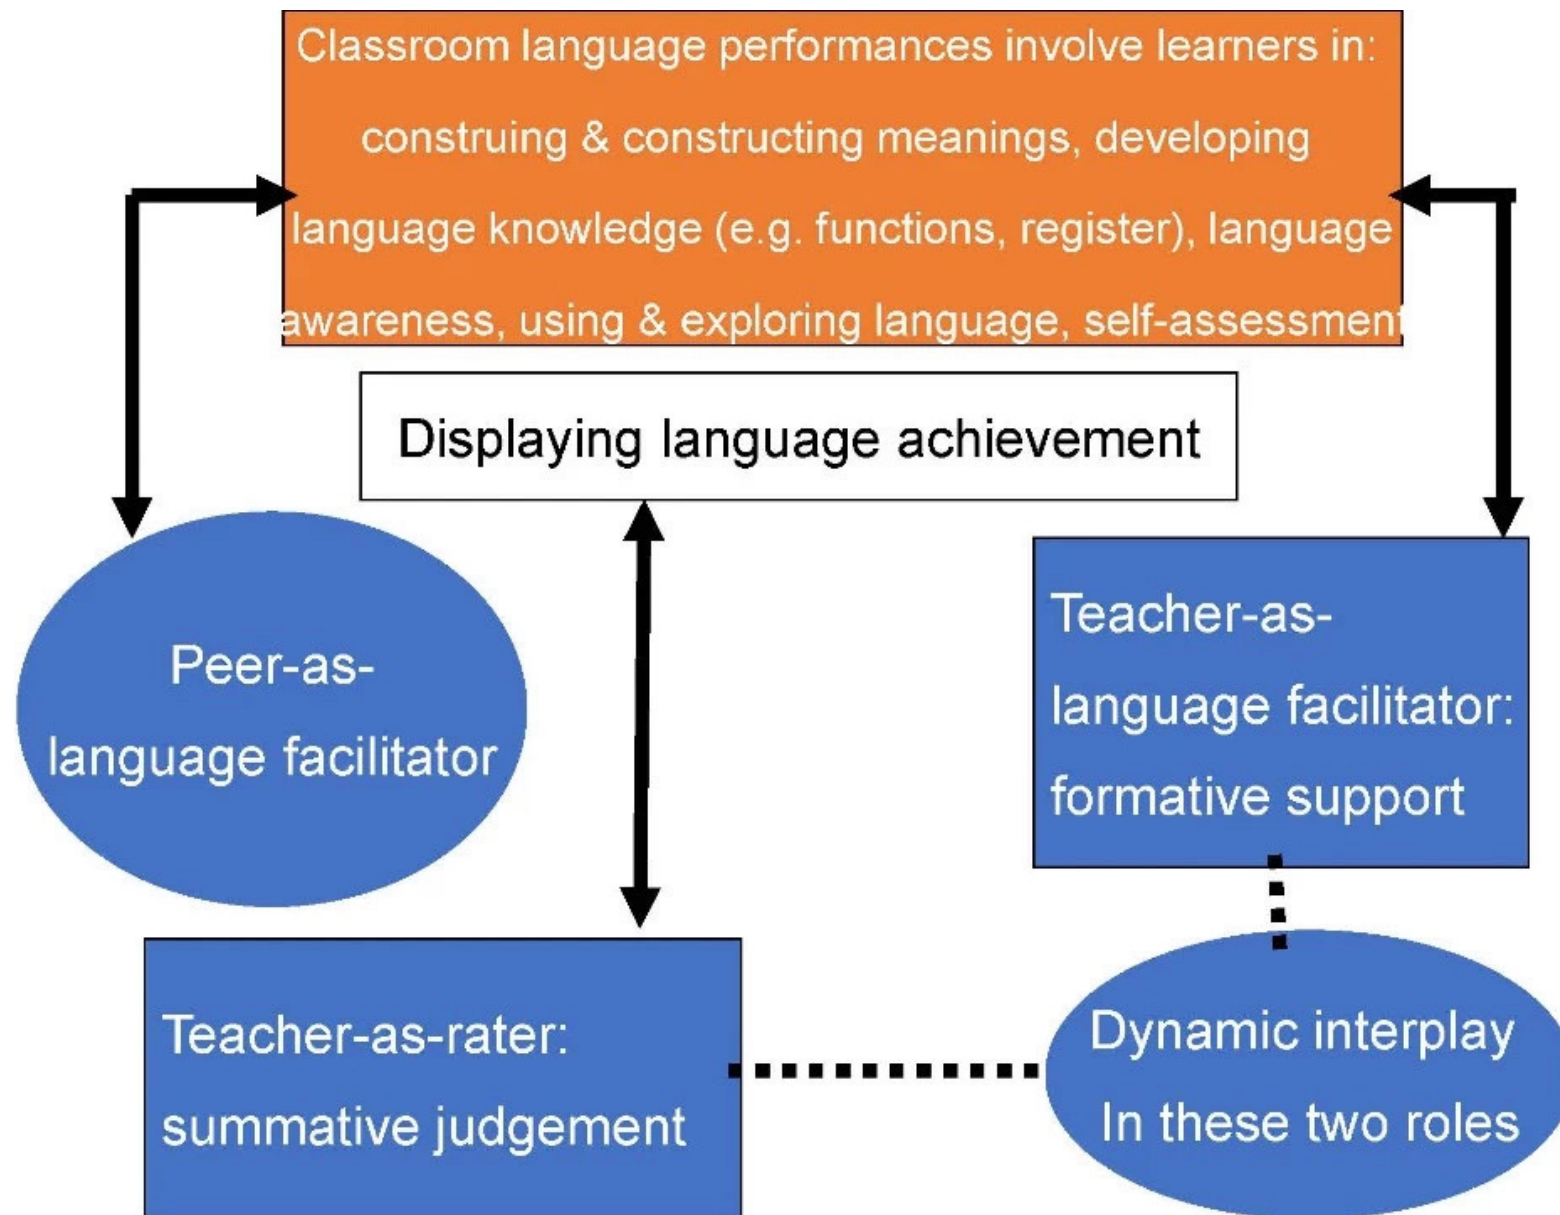 Classroom language performances involve learners in:
construing & constructing meanings, developing
language knowledge (e.g. functions, register), language
awareness, using & exploring language, self-assessment
Displaying language achievement
Peer-as-
language facilitator
Teacher-as-
language facilitator:
formative support
Teacher-as-rater:
summative judgement
Dynamic interplay
In these two roles